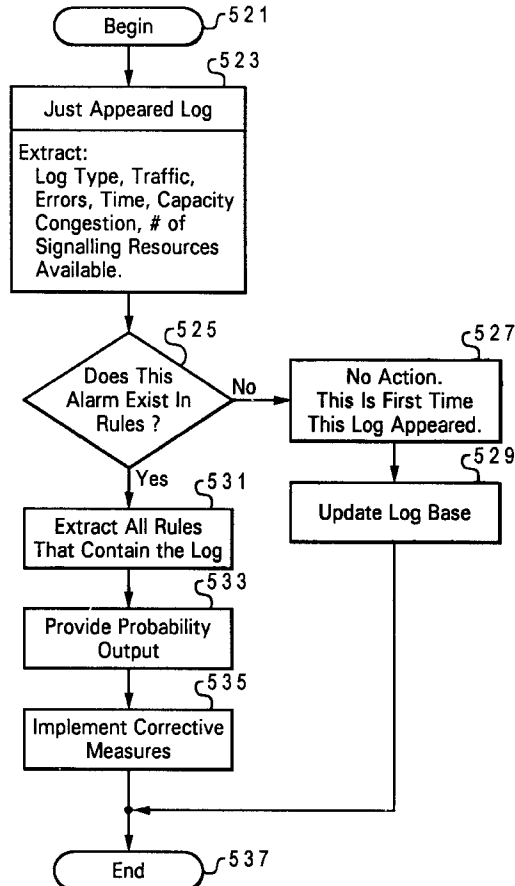 Begin
521
523
Just Appeared Log
Extract:
Log Type, Traffic,
Errors, Time, Capacity
Congestion, # of
Signalling Resources
Available.
525
Does This
Alarm Exist In
Rules ?
No
527
No Action.
This Is First Time
This Log Appeared.
529
Update Log Base
Yes
531
Extract All Rules
That Contain the Log
533
Provide Probability
Output
535
Implement Corrective
Measures
End
537